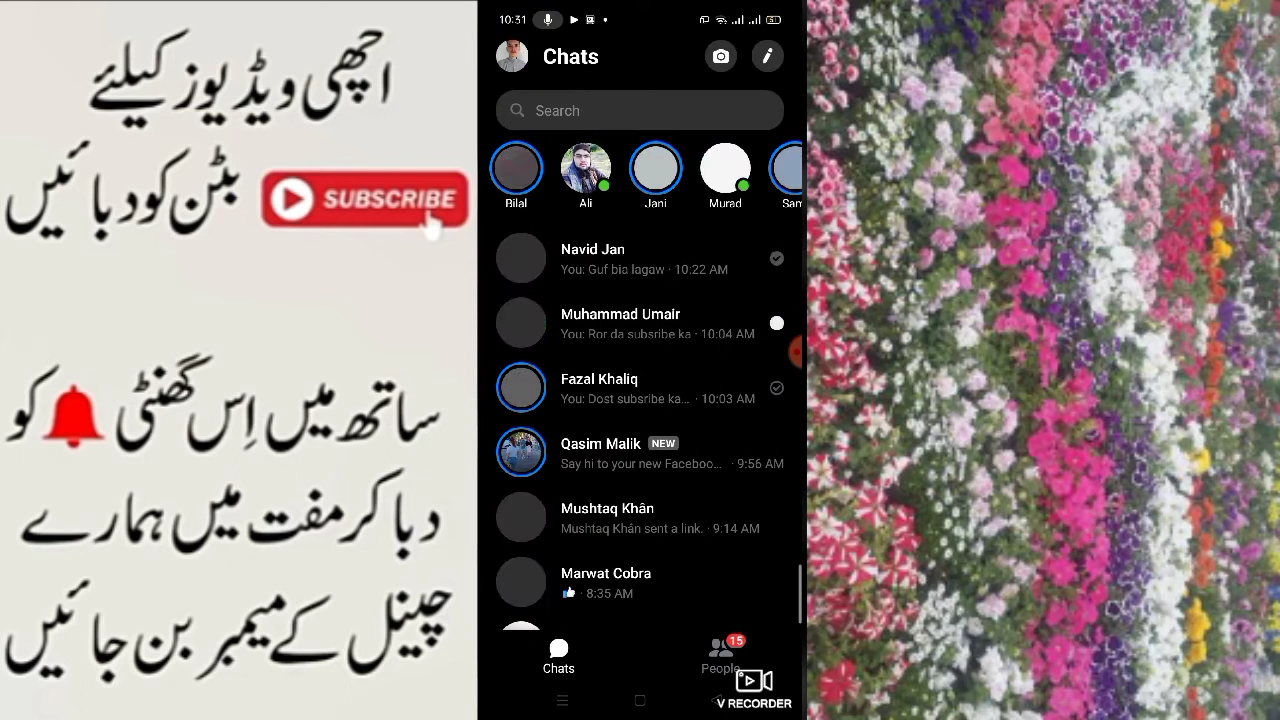 اچھی ویڈیوز کیلئے
بٹن کو دبائیں SUBSCRIBE
ساتھ میں اِس گھنٹی کو
دبا کر مفت میں ہمارے
چینل کے میمبر بن جائیں
10:31
Chats
Search
Bilal Ali Jani Murad Sam
Navid Jan
You: Guf bia lagaw · 10:22 AM
Muhammad Umair
You: Ror da subsribe ka · 10:04 AM
Fazal Khaliq
You: Dost subsribe ka... · 10:03 AM
Qasim Malik NEW
Say hi to your new Faceboo... · 9:56 AM
Mushtaq Khân
Mushtaq Khân sent a link. · 9:14 AM
Marwat Cobra
👍 · 8:35 AM
15
Chats People
V RECORDER